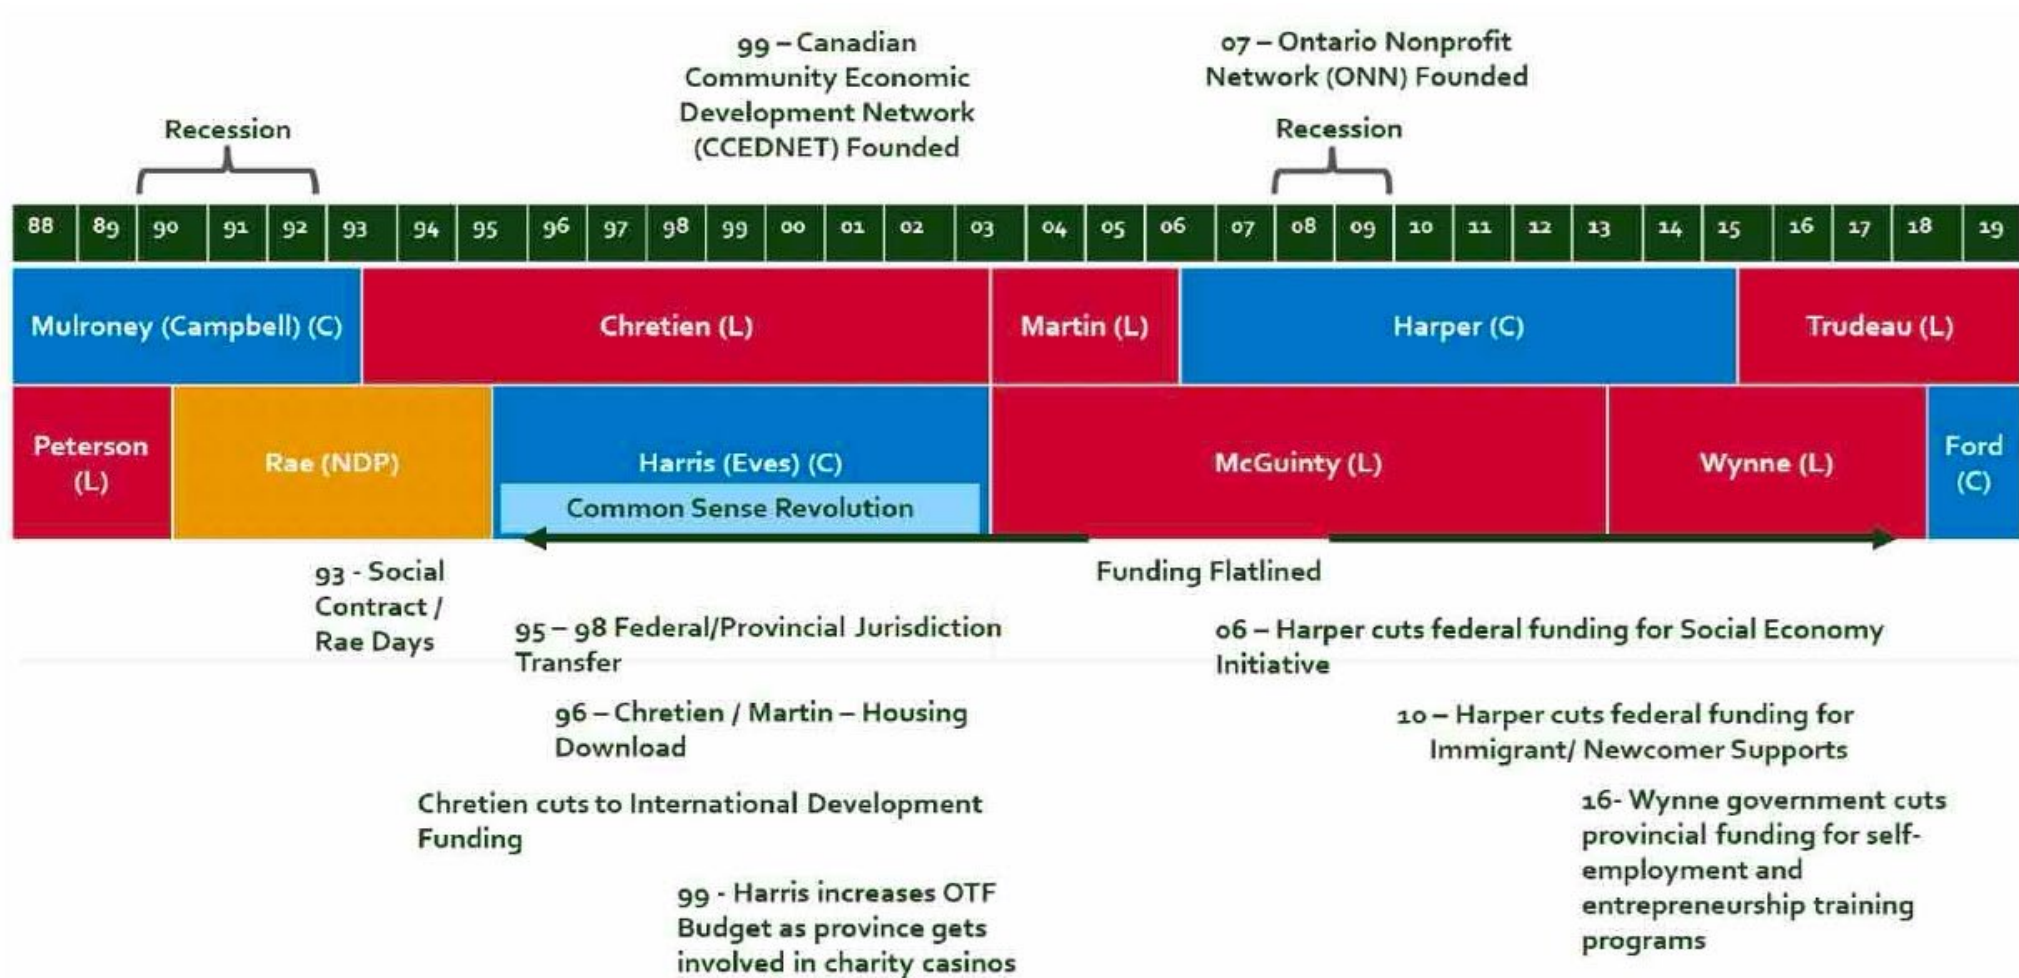 99 – Canadian
Community Economic
Development Network
(CCEDNET) Founded
07 – Ontario Nonprofit
Network (ONN) Founded
Recession
Recession
88 89 90 91 92 93 94 95 96 97 98 99 00 01 02 03 04 05 06 07 08 09 10 11 12 13 14 15 16 17 18 19
Mulroney (Campbell) (C)
Chretien (L)
Martin (L)
Harper (C)
Trudeau (L)
Peterson
(L)
Rae (NDP)
Harris (Eves) (C)
Common Sense Revolution
McGuinty (L)
Wynne (L)
Ford
(C)
Funding Flatlined
93 - Social
Contract /
Rae Days
95 – 98 Federal/Provincial Jurisdiction
Transfer
06 – Harper cuts federal funding for Social Economy
Initiative
96 – Chretien / Martin – Housing
Download
10 – Harper cuts federal funding for
Immigrant/ Newcomer Supports
Chretien cuts to International Development
Funding
16- Wynne government cuts
provincial funding for self-
employment and
entrepreneurship training
programs
99 - Harris increases OTF
Budget as province gets
involved in charity casinos